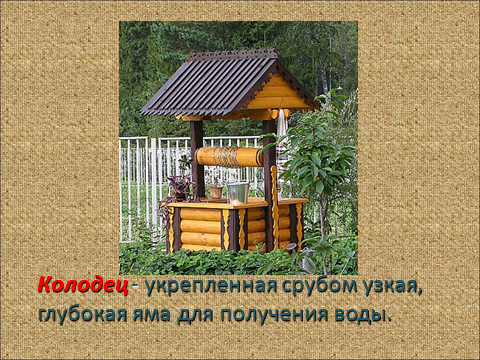 Колодец - укрепленная срубом узкая,
глубокая яма для получения воды.